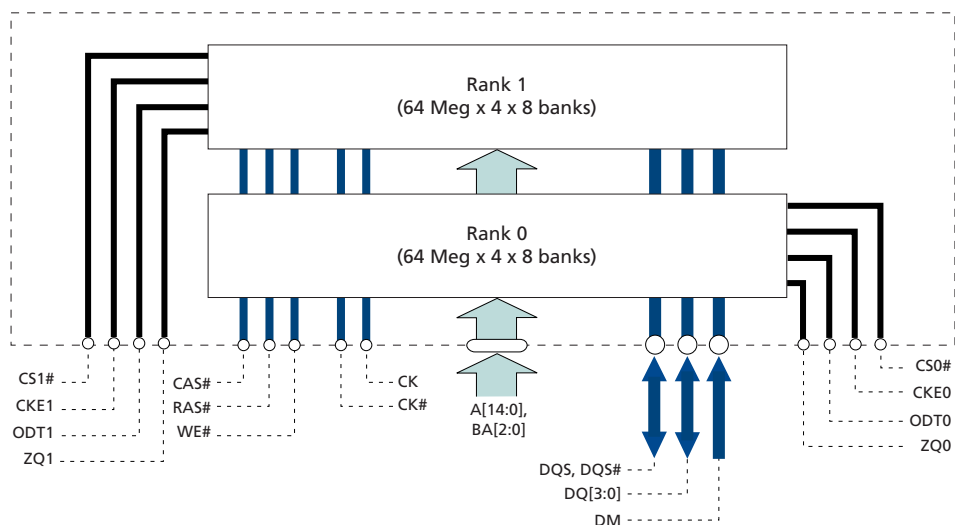 Rank 1
(64 Meg x 4 x 8 banks)
Rank 0
(64 Meg x 4 x 8 banks)
CS1#
CKE1
ODT1
ZQ1
CAS#
RAS#
WE#
CK
CK#
A[14:0],
BA[2:0]
DQS, DQS#
DQ[3:0]
DM
CS0#
CKE0
ODT0
ZQ0